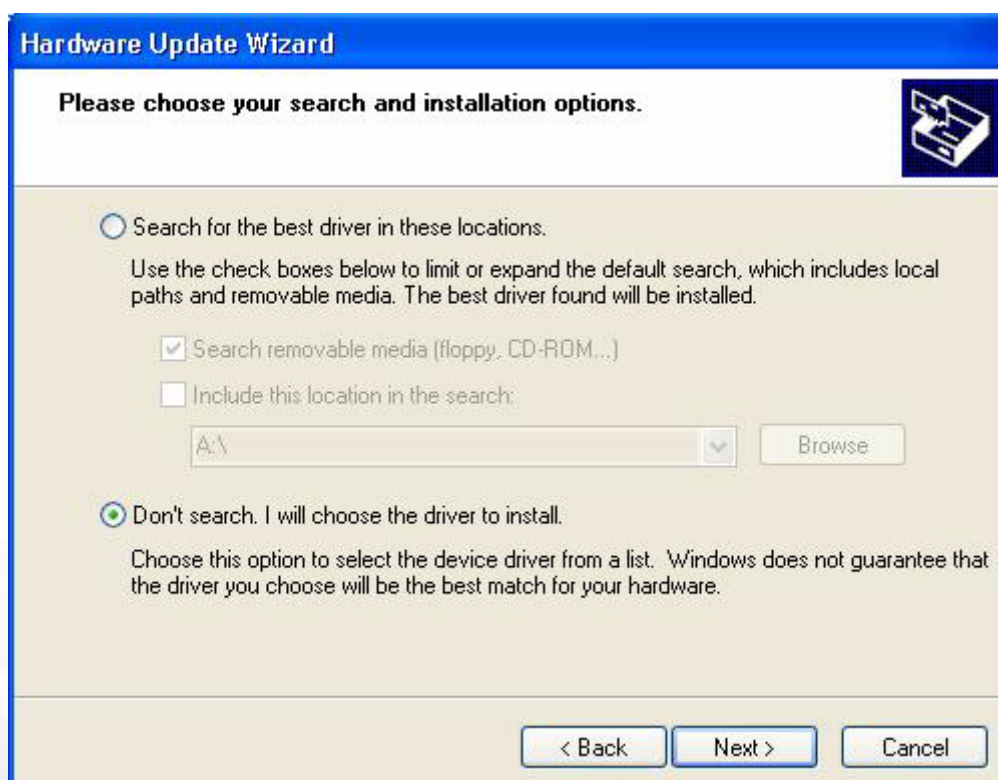 Hardware Update Wizard
Please choose your search and installation options.
Search for the best driver in these locations.
Use the check boxes below to limit or expand the default search, which includes local
paths and removable media. The best driver found will be installed.
Search removable media (floppy, CD-ROM...)
Include this location in the search:
A:\
Browse
Don't search. I will choose the driver to install.
Choose this option to select the device driver from a list.  Windows does not guarantee that
the driver you choose will be the best match for your hardware.
< Back Next > Cancel